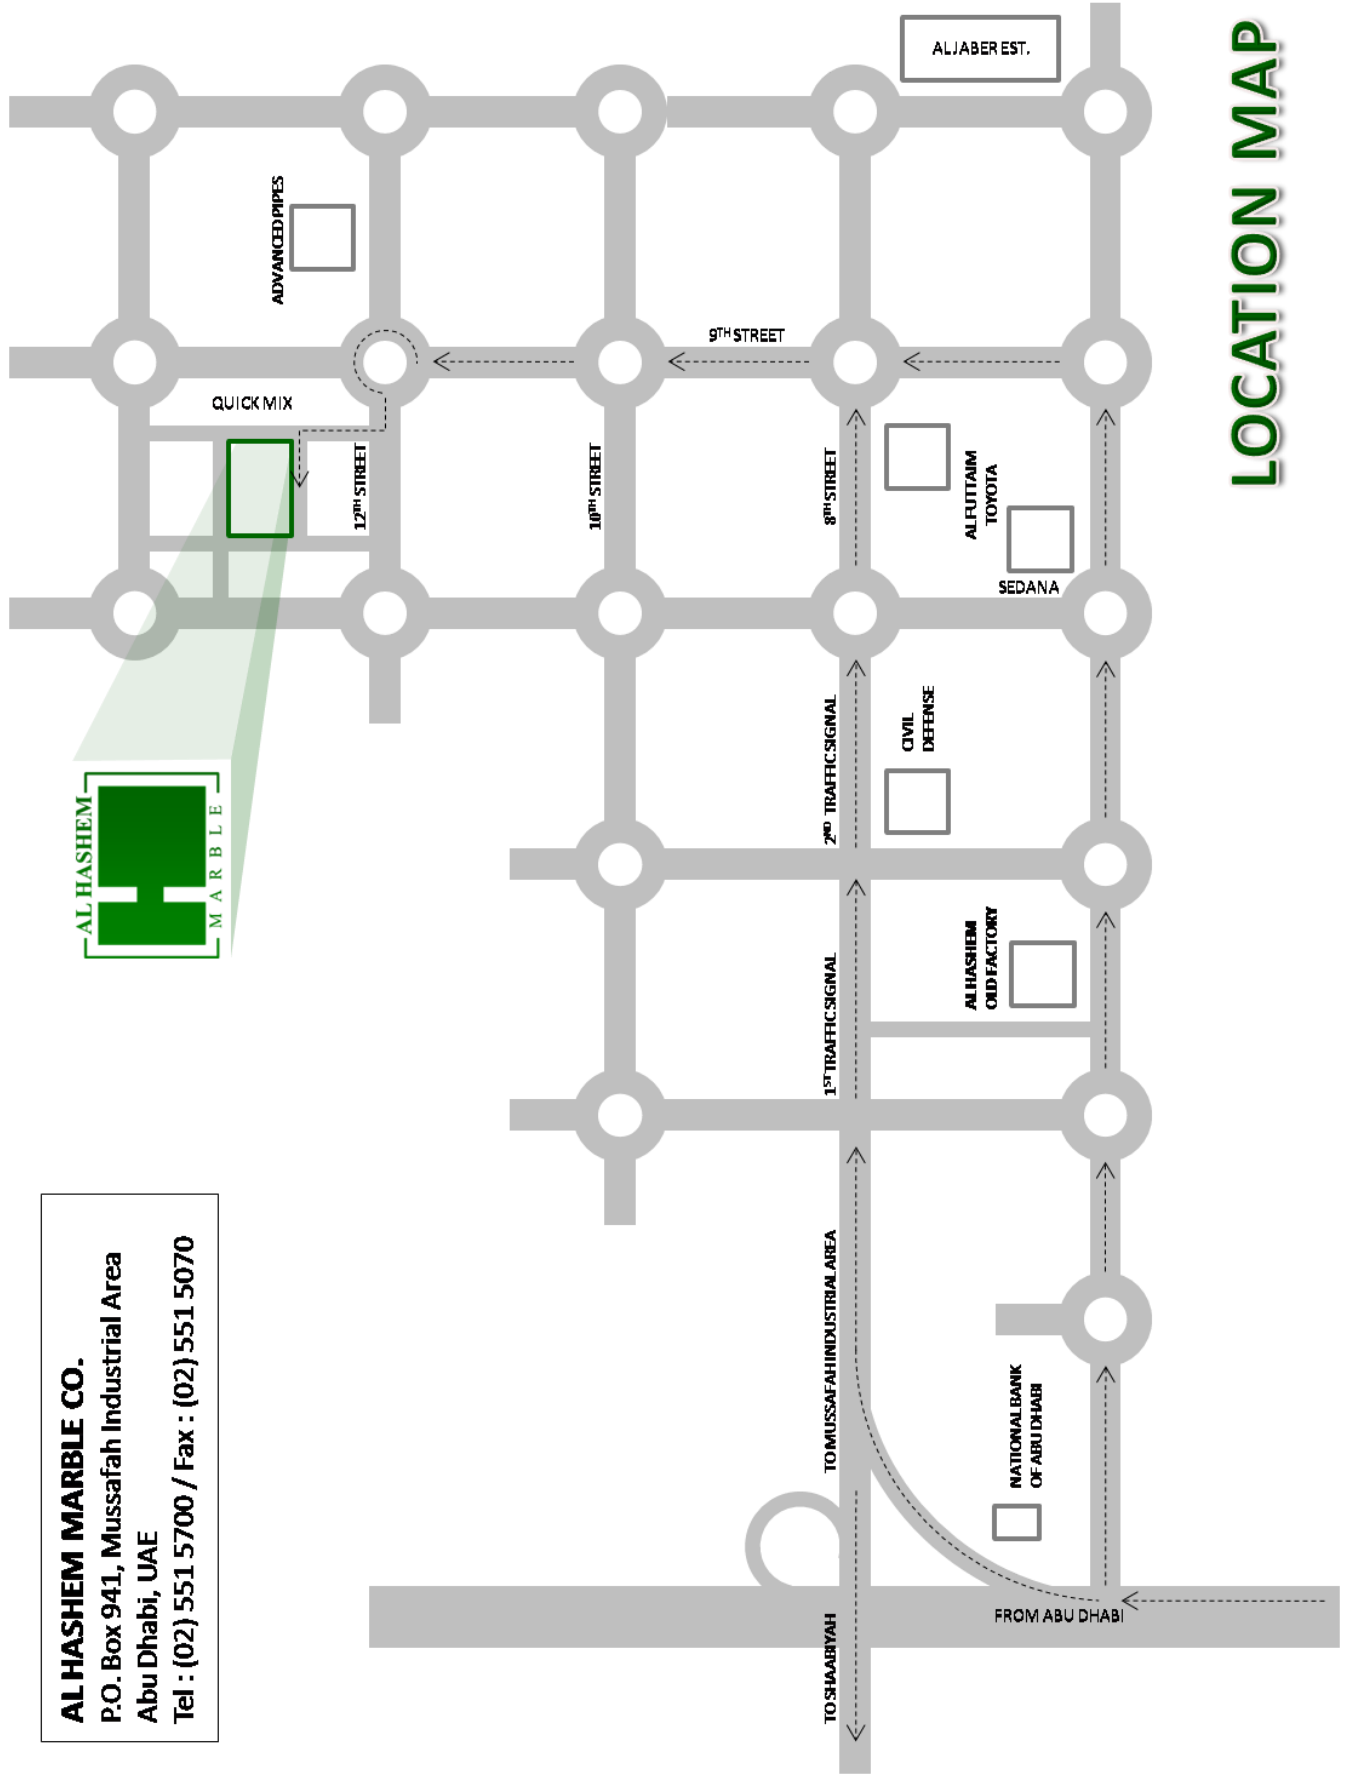 LOCATION MAP
AL JABER EST.
ADVANCED PIPES
9TH STREET
QUICK MIX
12TH STREET
10TH STREET
8TH STREET
AL FUTTAIM
TOYOTA
SEDANA
2ND TRAFFIC SIGNAL
CIVIL
DEFENSE
AL HASHEM
MARBLE
1ST TRAFFIC SIGNAL
AL HASHEM
OLD FACTORY
TO MUSSAFAH INDUSTRIAL AREA
NATIONAL BANK
OF ABU DHABI
FROM ABU DHABI
TO SHAABIYAH
AL HASHEM MARBLE CO.
P.O. Box 941, Mussafah Industrial Area
Abu Dhabi, UAE
Tel : (02) 551 5700 / Fax : (02) 551 5070